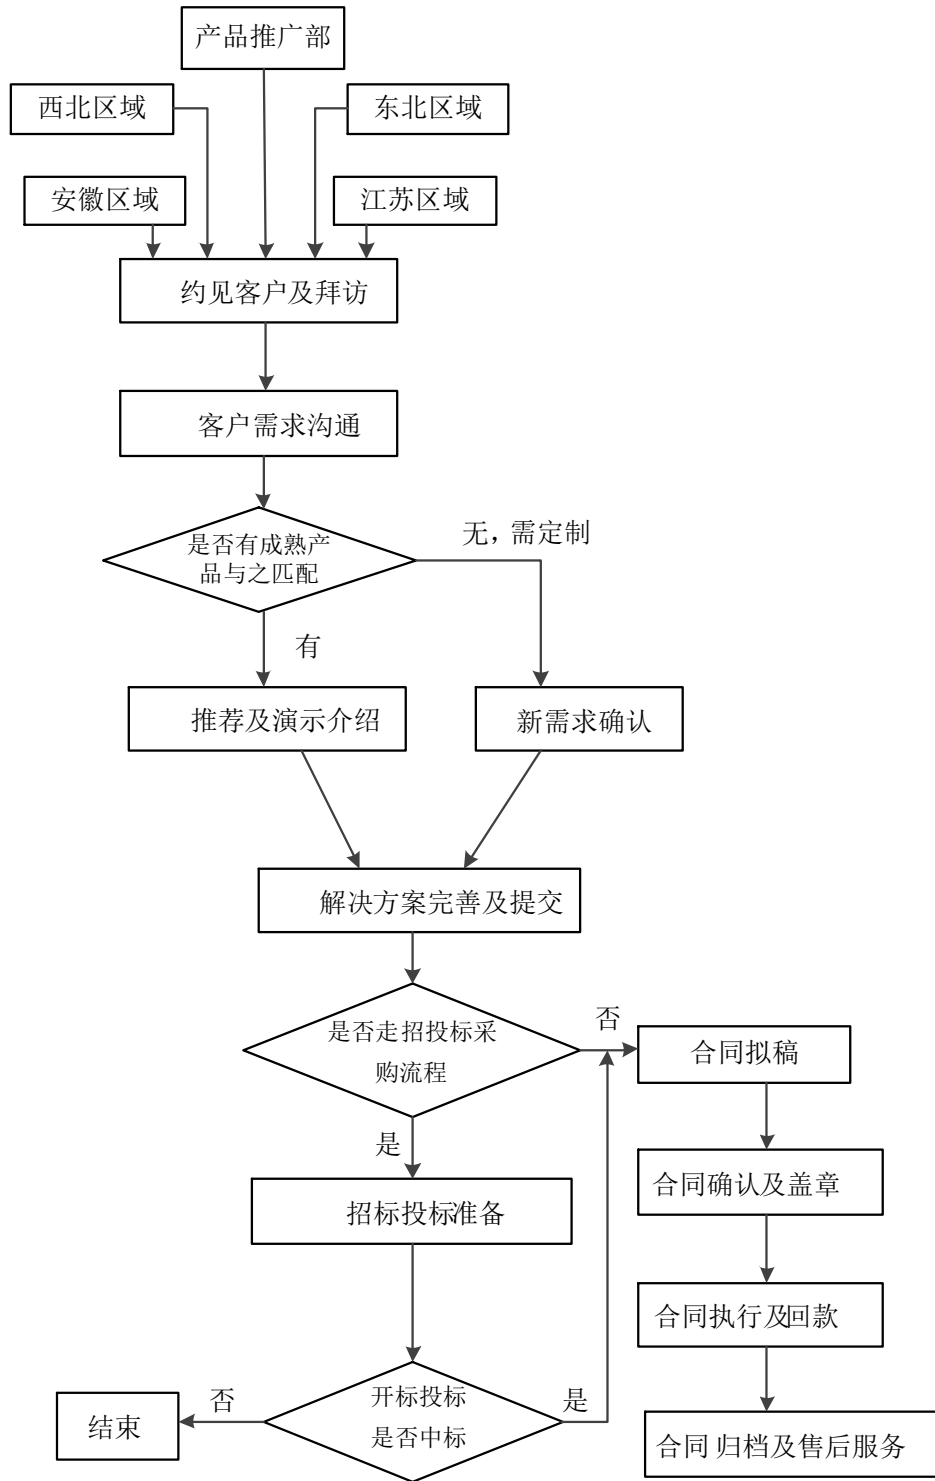 产品推广部
西北区域
东北区域
安徽区域
江苏区域
约见客户及拜访
客户需求沟通
是否有成熟产
品与之匹配
无，需定制
有
推荐及演示介绍
新需求确认
解决方案完善及提交
是否走招投标采
购流程
否
合同拟稿
是
合同确认及盖章
招标投标准备
合同执行及回款
开标投标
是否中标
否
是
结束
合同归档及售后服务